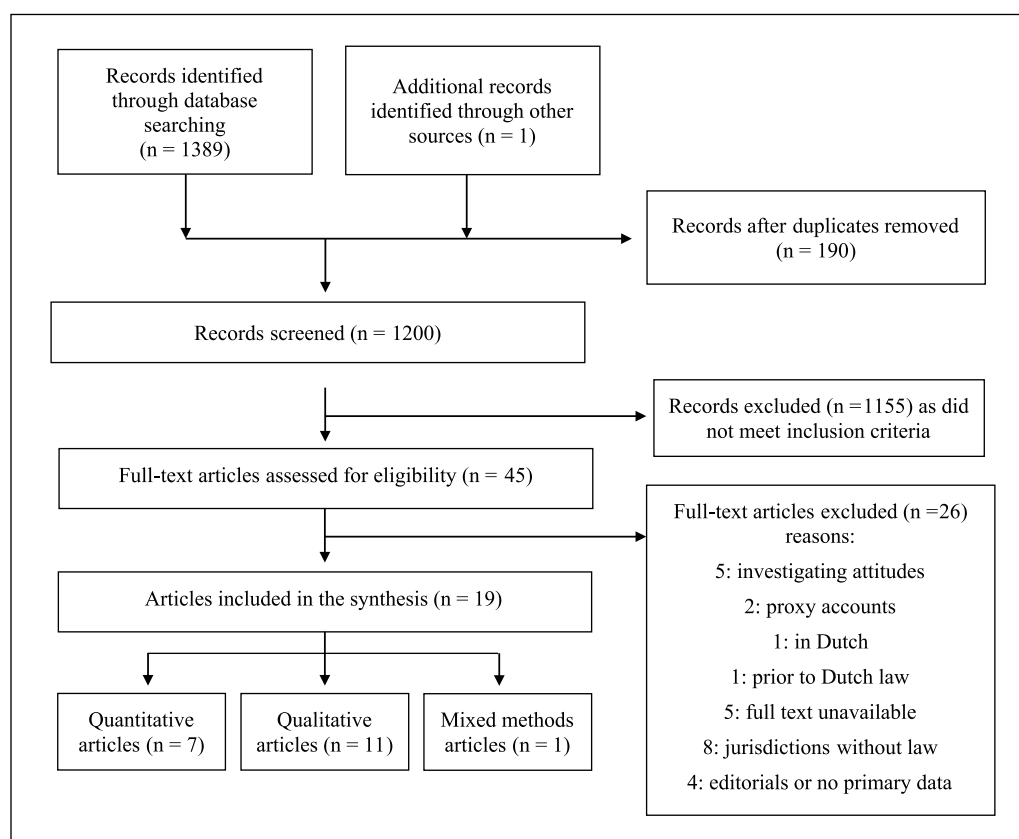 Records identified
through database
searching
(n = 1389)
Additional records
identified through other
sources (n = 1)
Records after duplicates removed
(n = 190)
Records screened (n = 1200)
Records excluded (n =1155) as did
not meet inclusion criteria
Full-text articles assessed for eligibility (n = 45)
Full-text articles excluded (n =26)
reasons:
5: investigating attitudes
2: proxy accounts
1: in Dutch
1: prior to Dutch law
5: full text unavailable
8: jurisdictions without law
4: editorials or no primary data
Articles included in the synthesis (n = 19)
Quantitative
articles (n = 7)
Qualitative
articles (n = 11)
Mixed methods
articles (n = 1)